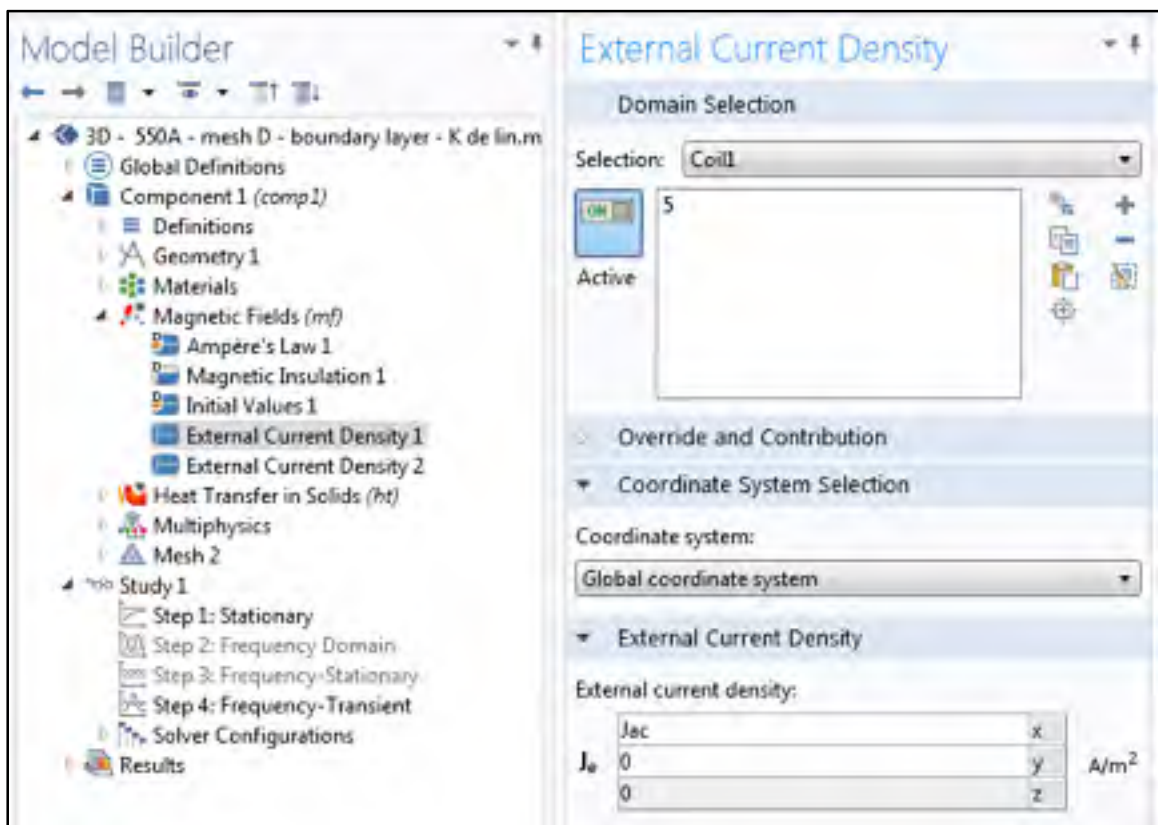 Model Builder
3D - 550A - mesh D - boundary layer - K de lin.m
Global Definitions
Component 1 (comp1)
Definitions
Geometry 1
Materials
Magnetic Fields (mf)
Ampère's Law 1
Magnetic Insulation 1
Initial Values 1
External Current Density 1
External Current Density 2
Heat Transfer in Solids (ht)
Multiphysics
Mesh 2
Study 1
Step 1: Stationary
Step 2: Frequency Domain
Step 3: Frequency-Stationary
Step 4: Frequency-Transient
Solver Configurations
Results
External Current Density
Domain Selection
Selection: Coil1
ON
5
Active
Override and Contribution
Coordinate System Selection
Coordinate system:
Global coordinate system
External Current Density
External current density:
Jac x
Je 0 y A/m²
0 z